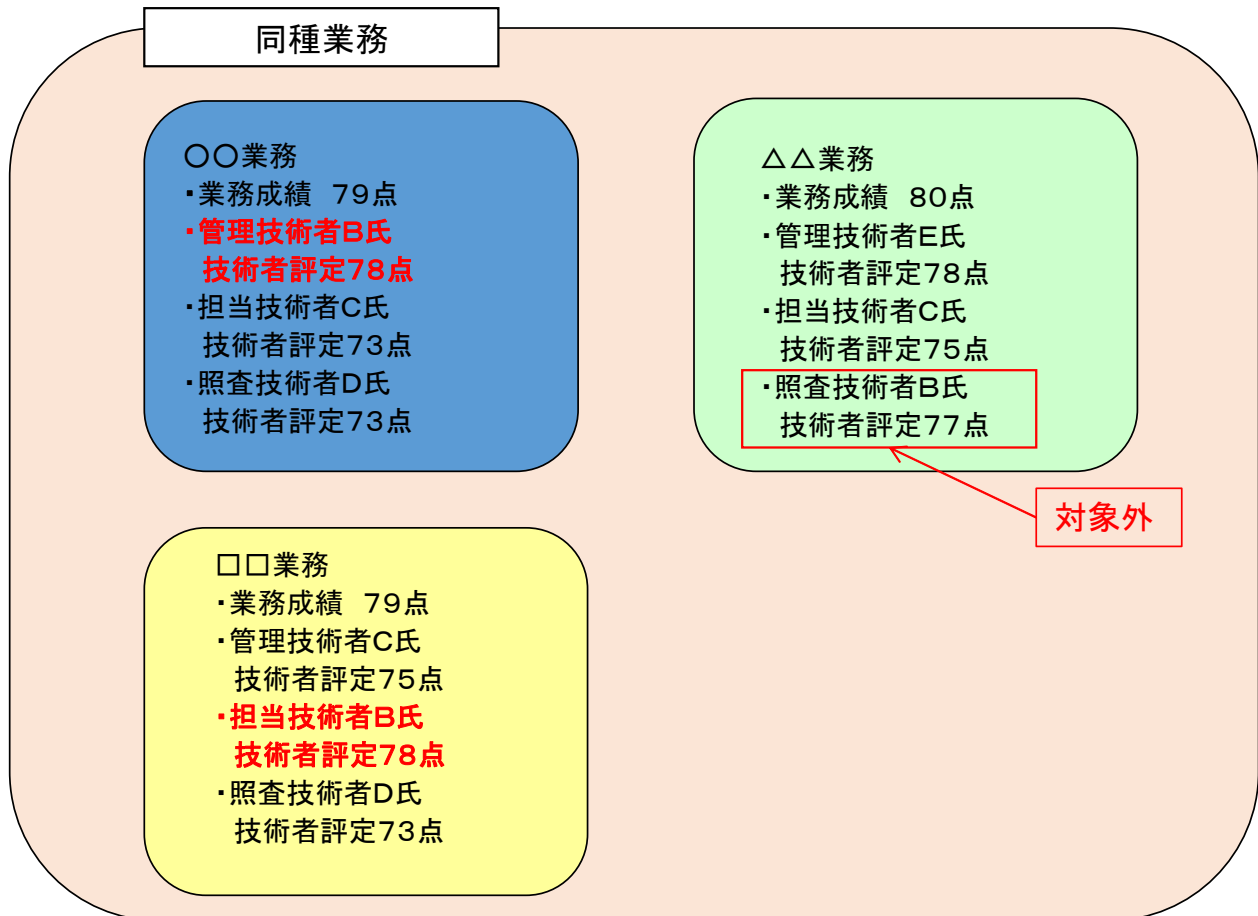 同種業務
〇〇業務
・業務成績　79点
・管理技術者B氏
技術者評定78点
・担当技術者C氏
技術者評定73点
・照査技術者D氏
技術者評定73点
△△業務
・業務成績　80点
・管理技術者E氏
技術者評定78点
・担当技術者C氏
技術者評定75点
・照査技術者B氏
技術者評定77点
対象外
□□業務
・業務成績　79点
・管理技術者C氏
技術者評定75点
・担当技術者B氏
技術者評定78点
・照査技術者D氏
技術者評定73点